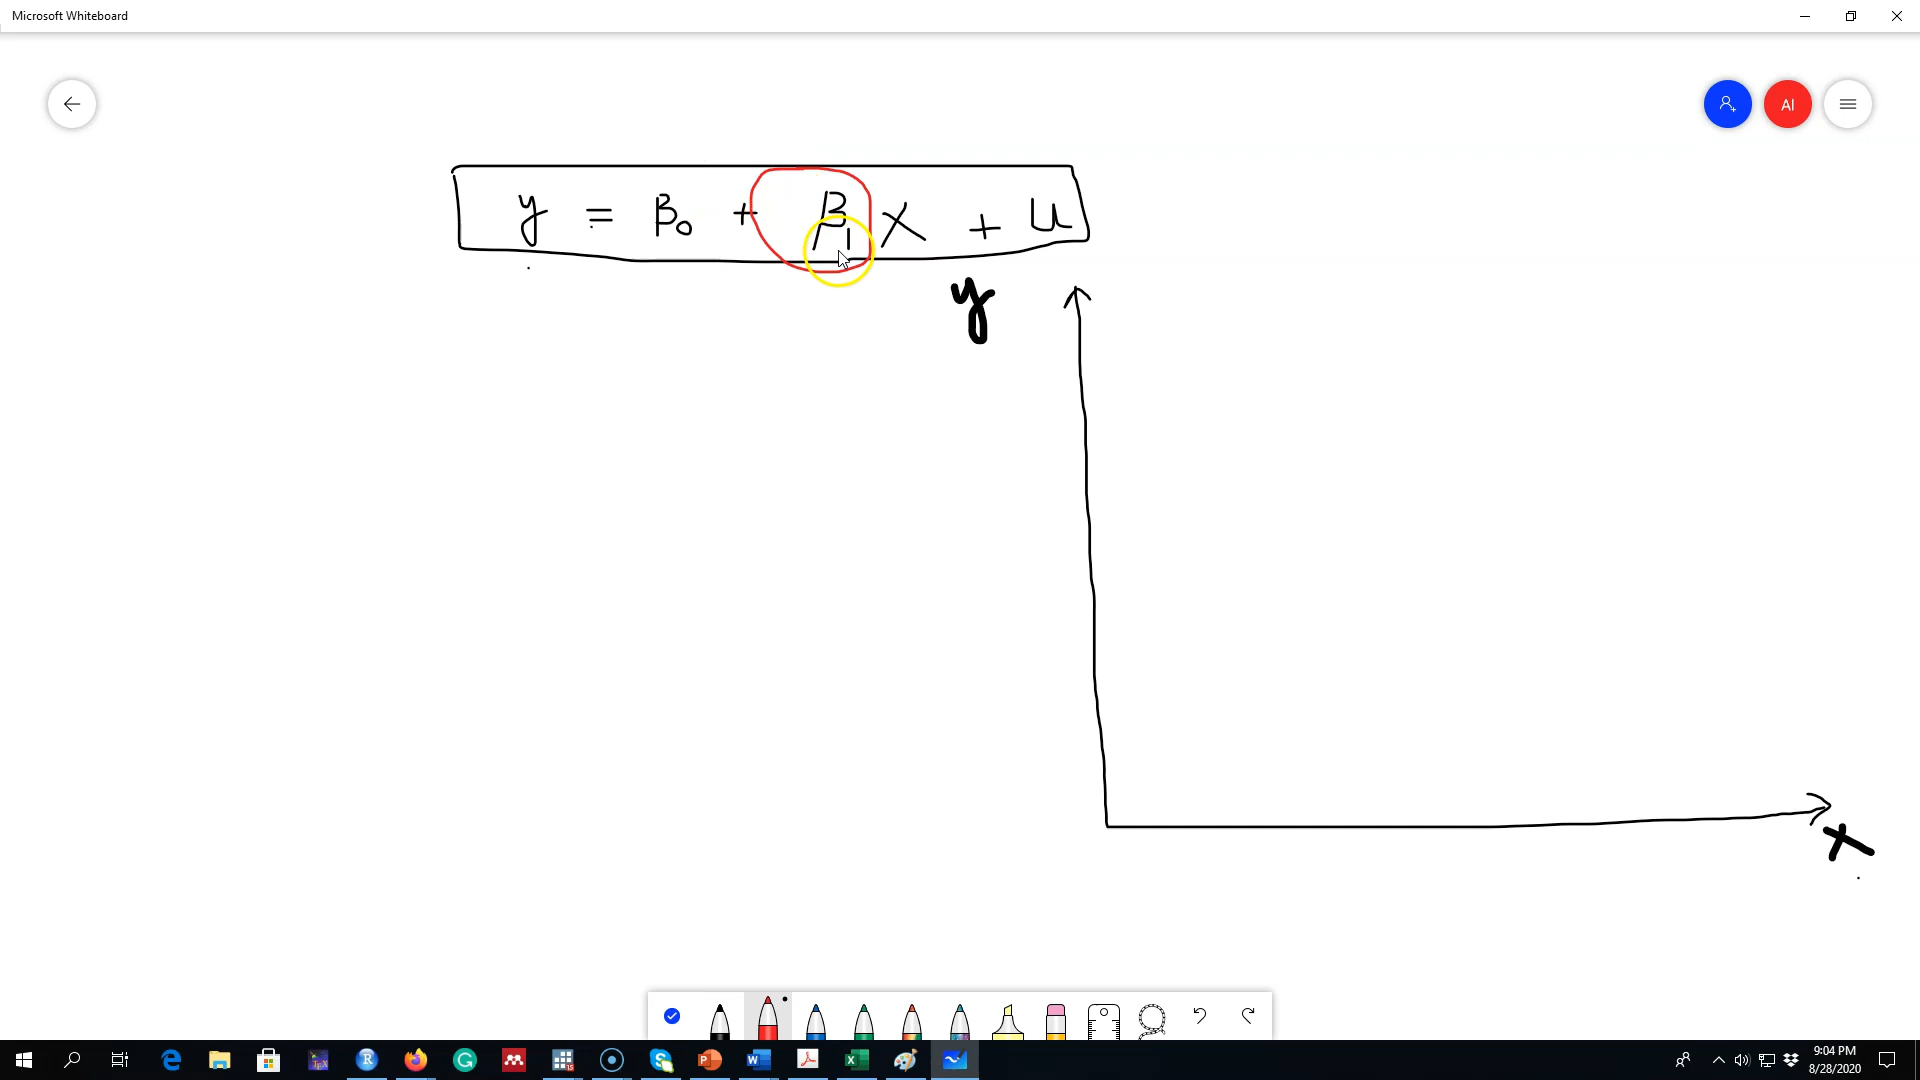 Microsoft Whiteboard
AI
y = β₀ + β₁ x + u
y
x
9:04 PM
8/28/2020